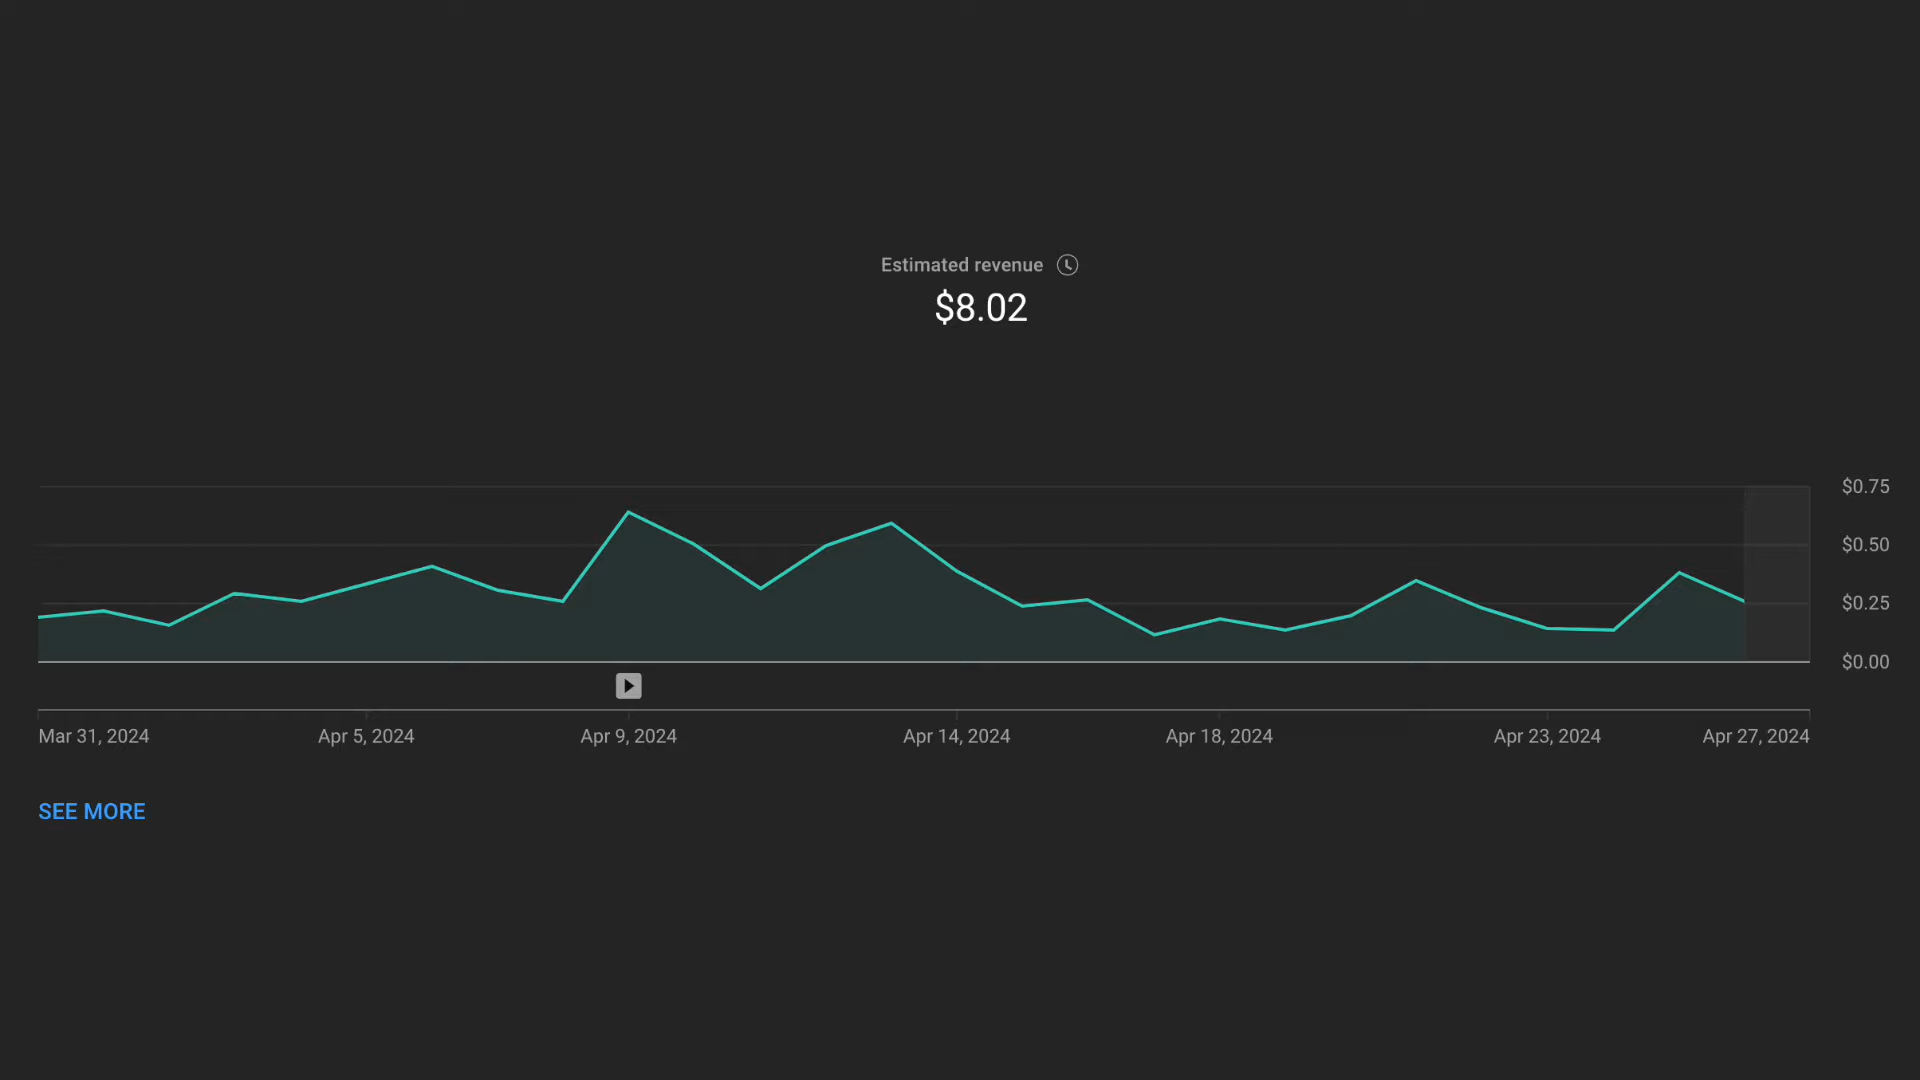 Estimated revenue
$8.02
$0.75
$0.50
$0.25
$0.00
Mar 31, 2024
Apr 5, 2024
Apr 9, 2024
Apr 14, 2024
Apr 18, 2024
Apr 23, 2024
Apr 27, 2024
SEE MORE